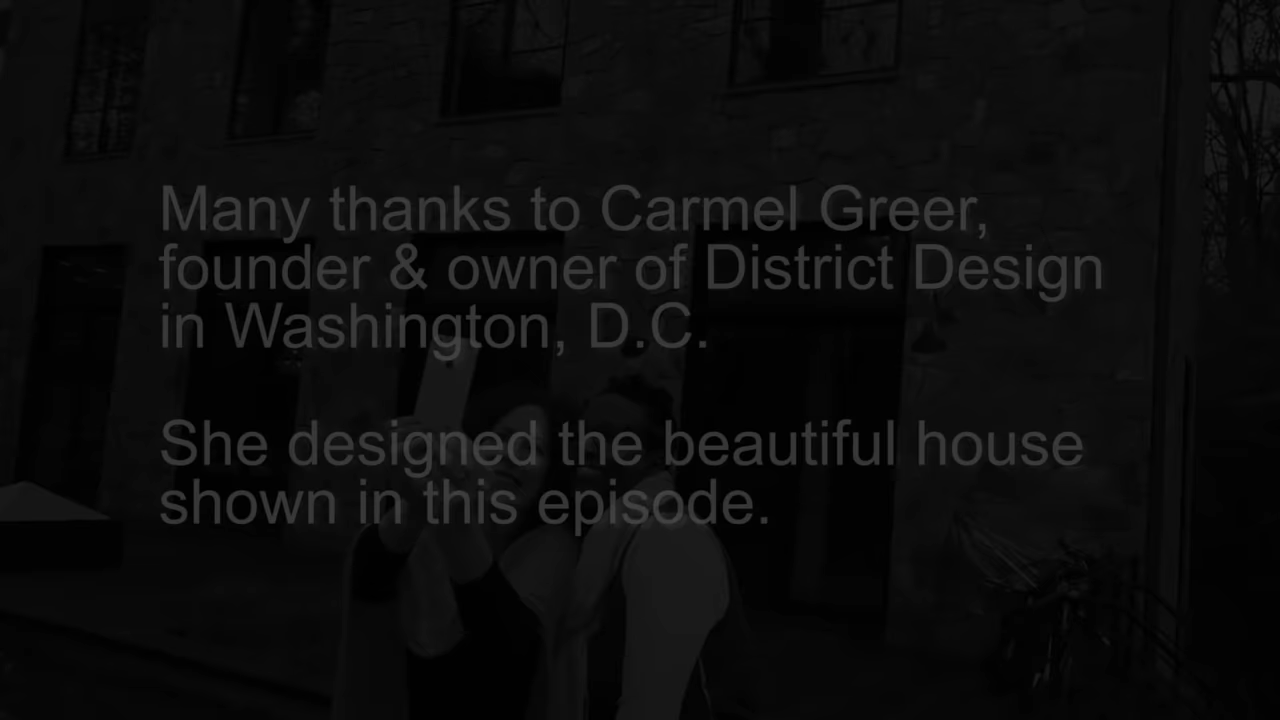 Many thanks to Carmel Greer,
founder & owner of District Design
in Washington, D.C.
She designed the beautiful house
shown in this episode.